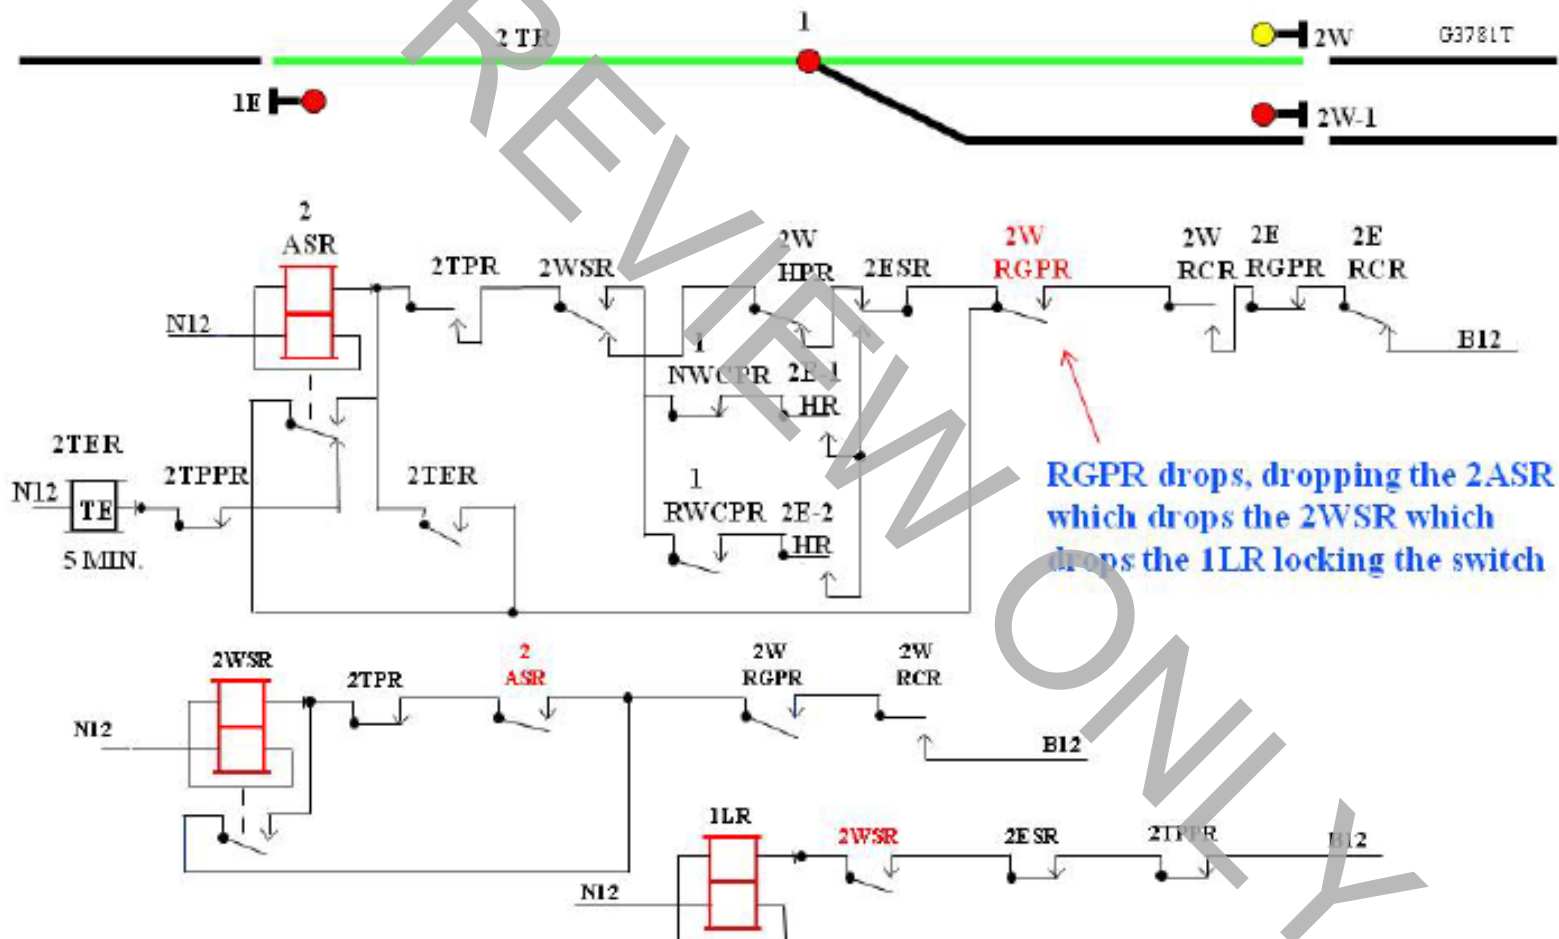 1
2 TR
2W
G3781T
1E
2W-1
2
ASR
2TPR
2WSR
2W
HPR
2ESR
2W
RGPR
2W
RCR
2E
RGPR
2E
RCR
N12
B12
1
NWCPR
2E-1
HR
2TER
2TPPR
2TER
N12
TE
5 MIN.
1
RWCPR
2E-2
HR
RGPR drops, dropping the 2ASR
which drops the 2WSR which
drops the 1LR locking the switch
2WSR
2TPR
2
ASR
2W
RGPR
2W
RCR
N12
B12
1LR
2WSR
2ESR
2TPPR
B12
N12
REVIEW ONLY